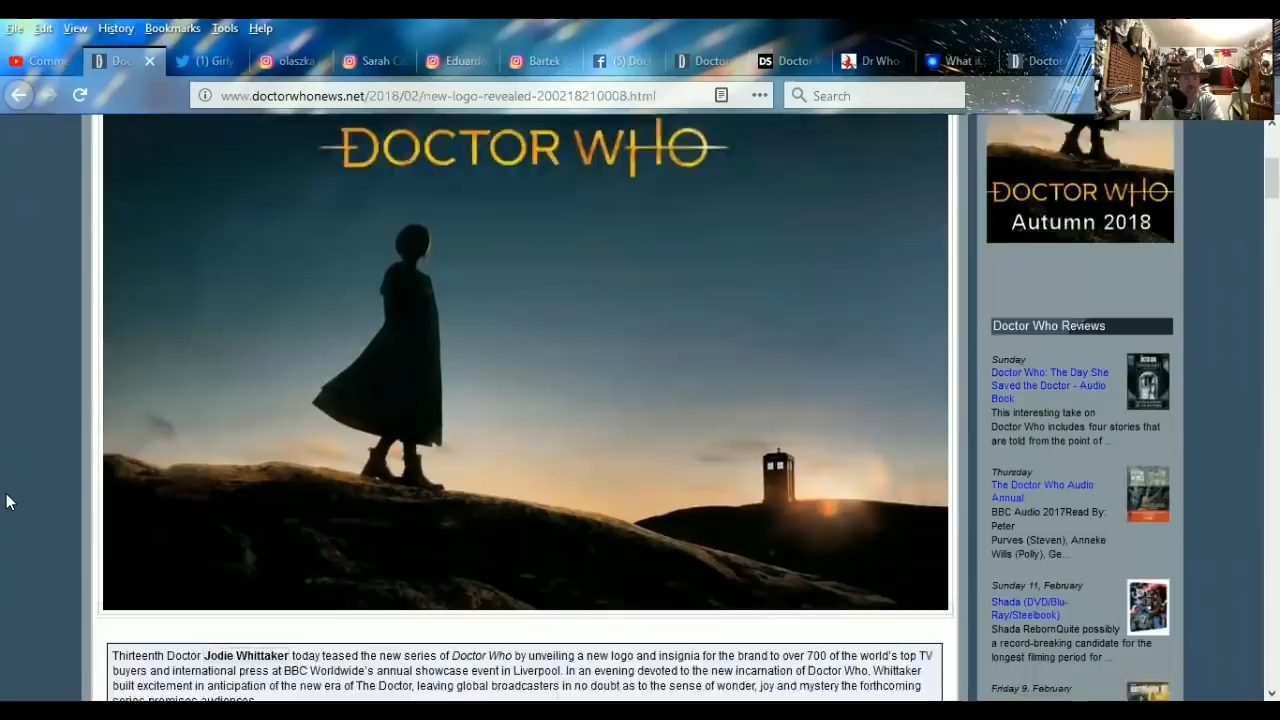 File Edit View History Bookmarks Tools Help
Comme
Doc
(1) Girly
olaszka
Sarah Ca
Eduardo
Bartek
(5) Doct
Doctor
DS Doctor
Dr Who
What if
Doctor
www.doctorwhonews.net/2018/02/new-logo-revealed-200218210008.html
Search
DOCTOR WHO
DOCTOR WHO
Autumn 2018
Doctor Who Reviews
Sunday
Doctor Who: The Day She
Saved the Doctor - Audio
Book
This interesting take on
Doctor Who includes four stories that
are told from the point of ...
Thursday
The Doctor Who Audio
Annual
BBC Audio 2017Read By:
Peter
Purves (Steven), Anneke
Wills (Polly), Ge...
Sunday 11, February
Shada (DVD/Blu-
Ray/Steelbook)
Shada RebornQuite possibly
a record-breaking candidate for the
longest filming period for ...
Friday 9, February
Thirteenth Doctor Jodie Whittaker today teased the new series of Doctor Who by unveiling a new logo and insignia for the brand to over 700 of the world's top TV
buyers and international press at BBC Worldwide's annual showcase event in Liverpool. In an evening devoted to the new incarnation of Doctor Who, Whittaker
built excitement in anticipation of the new era of The Doctor, leaving global broadcasters in no doubt as to the sense of wonder, joy and mystery the forthcoming
series promises audiences.